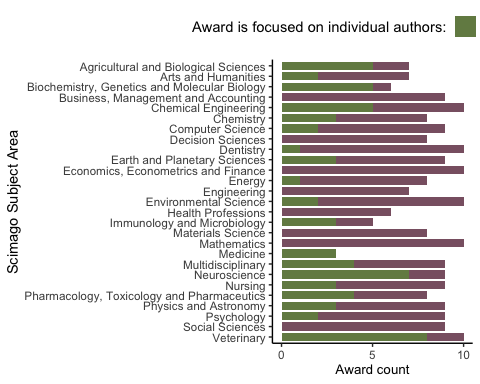 Award is focused on individual authors:
Scimago Subject Area
Agricultural and Biological Sciences
Arts and Humanities
Biochemistry, Genetics and Molecular Biology
Business, Management and Accounting
Chemical Engineering
Chemistry
Computer Science
Decision Sciences
Dentistry
Earth and Planetary Sciences
Economics, Econometrics and Finance
Energy
Engineering
Environmental Science
Health Professions
Immunology and Microbiology
Materials Science
Mathematics
Medicine
Multidisciplinary
Neuroscience
Nursing
Pharmacology, Toxicology and Pharmaceutics
Physics and Astronomy
Psychology
Social Sciences
Veterinary
0 5 10
Award count